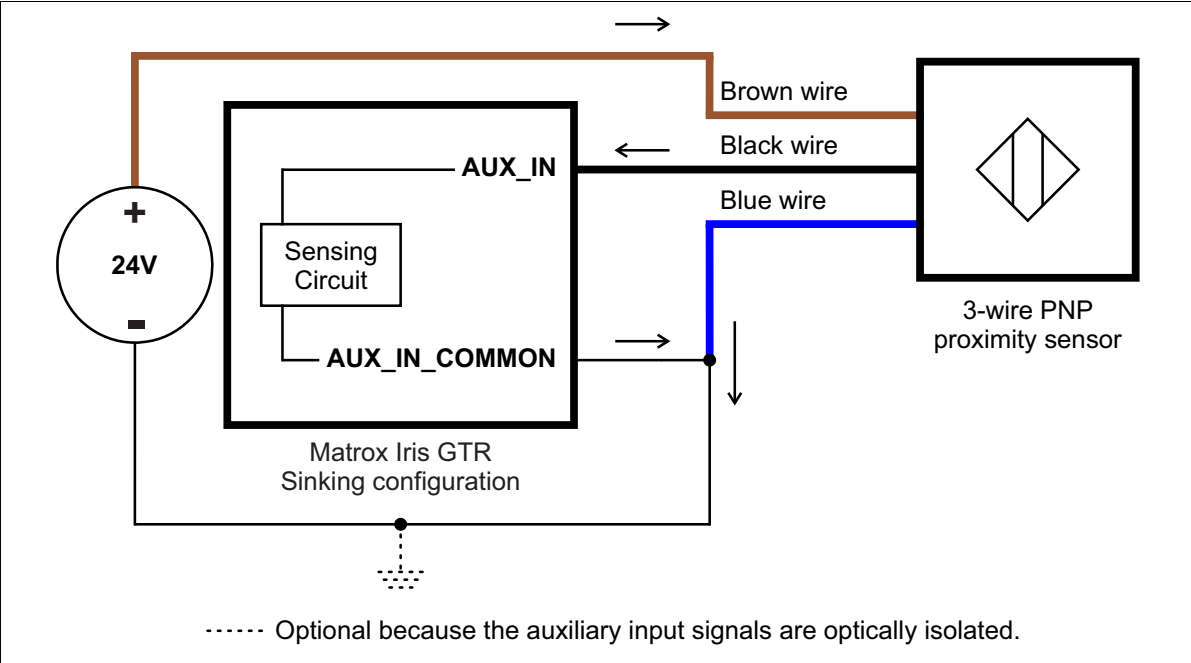 Brown wire
Black wire
AUX_IN
Blue wire
+
24V
-
Sensing
Circuit
AUX_IN_COMMON
3-wire PNP
proximity sensor
Matrox Iris GTR
Sinking configuration
Optional because the auxiliary input signals are optically isolated.